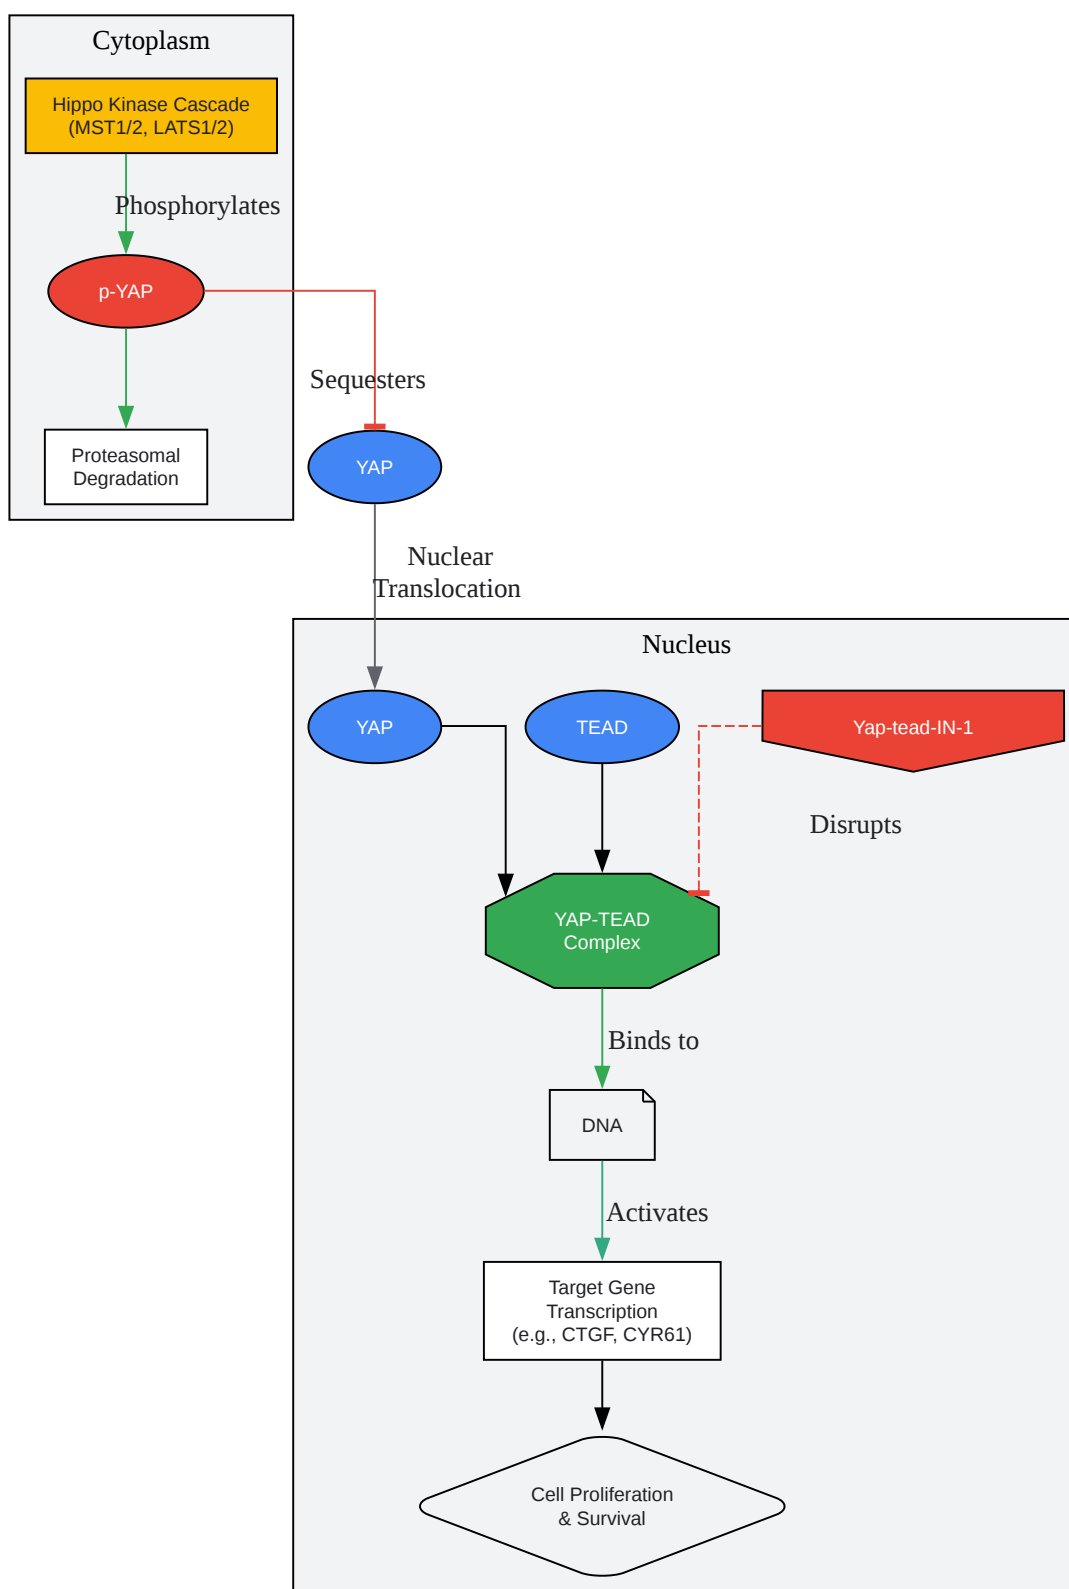 Cytoplasm
Hippo Kinase Cascade
(MST1/2, LATS1/2)
Phosphorylates
p-YAP
Sequesters
Proteasomal
Degradation
YAP
Nuclear
Translocation
Nucleus
YAP
TEAD
Yap-tead-IN-1
Disrupts
YAP-TEAD
Complex
Binds to
DNA
Activates
Target Gene
Transcription
(e.g., CTGF, CYR61)
Cell Proliferation
& Survival